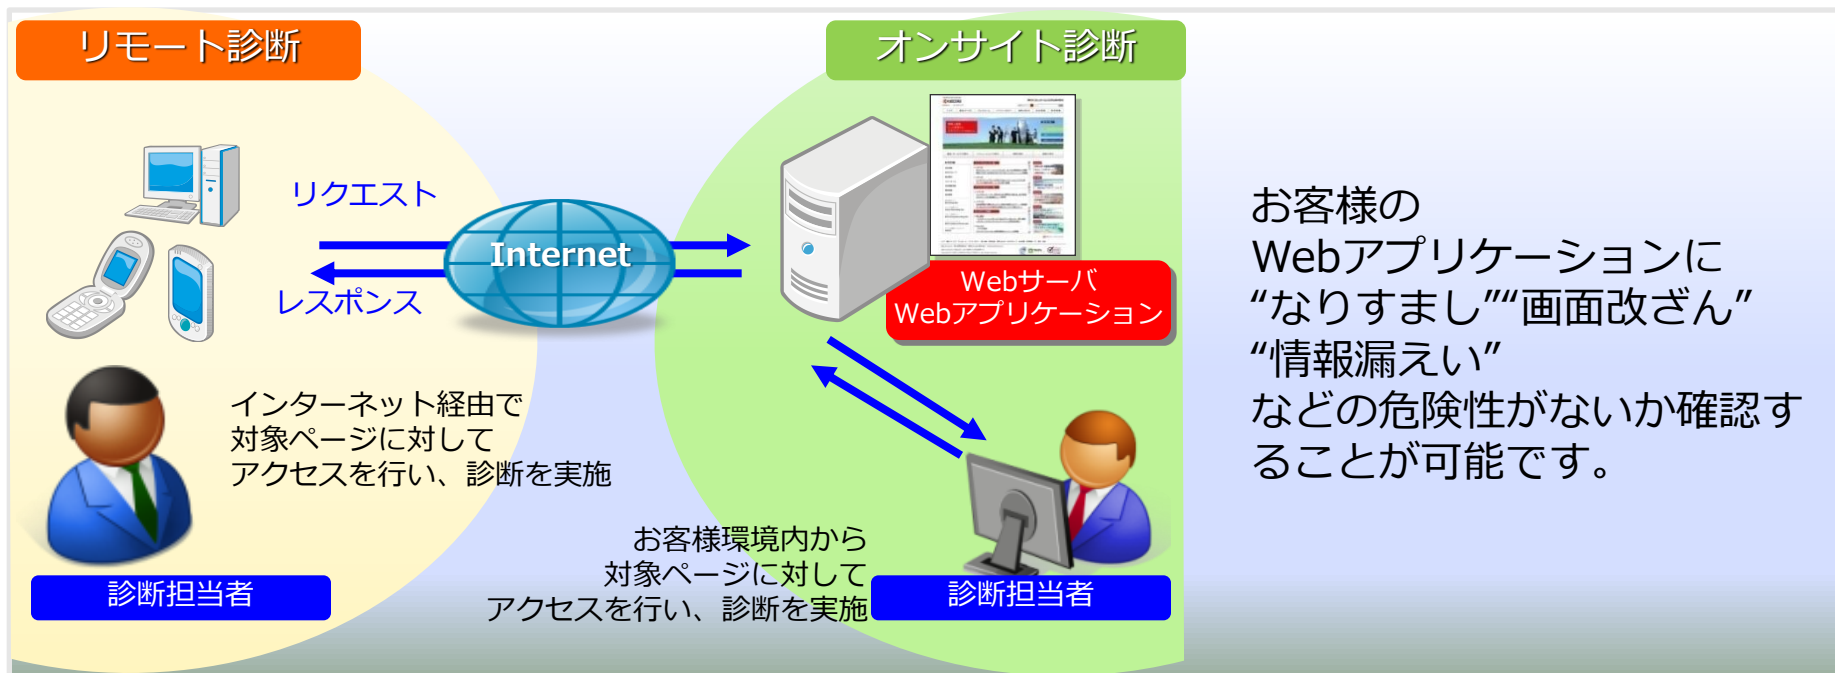 リモート診断
オンサイト診断
リクエスト
Internet
レスポンス
Webサーバ
Webアプリケーション
インターネット経由で
対象ページに対して
アクセスを行い、診断を実施
診断担当者
お客様環境内から
対象ページに対して
アクセスを行い、診断を実施
診断担当者
お客様の
Webアプリケーションに
“なりすまし”“画面改ざん”
“情報漏えい”
などの危険性がないか確認す
ることが可能です。